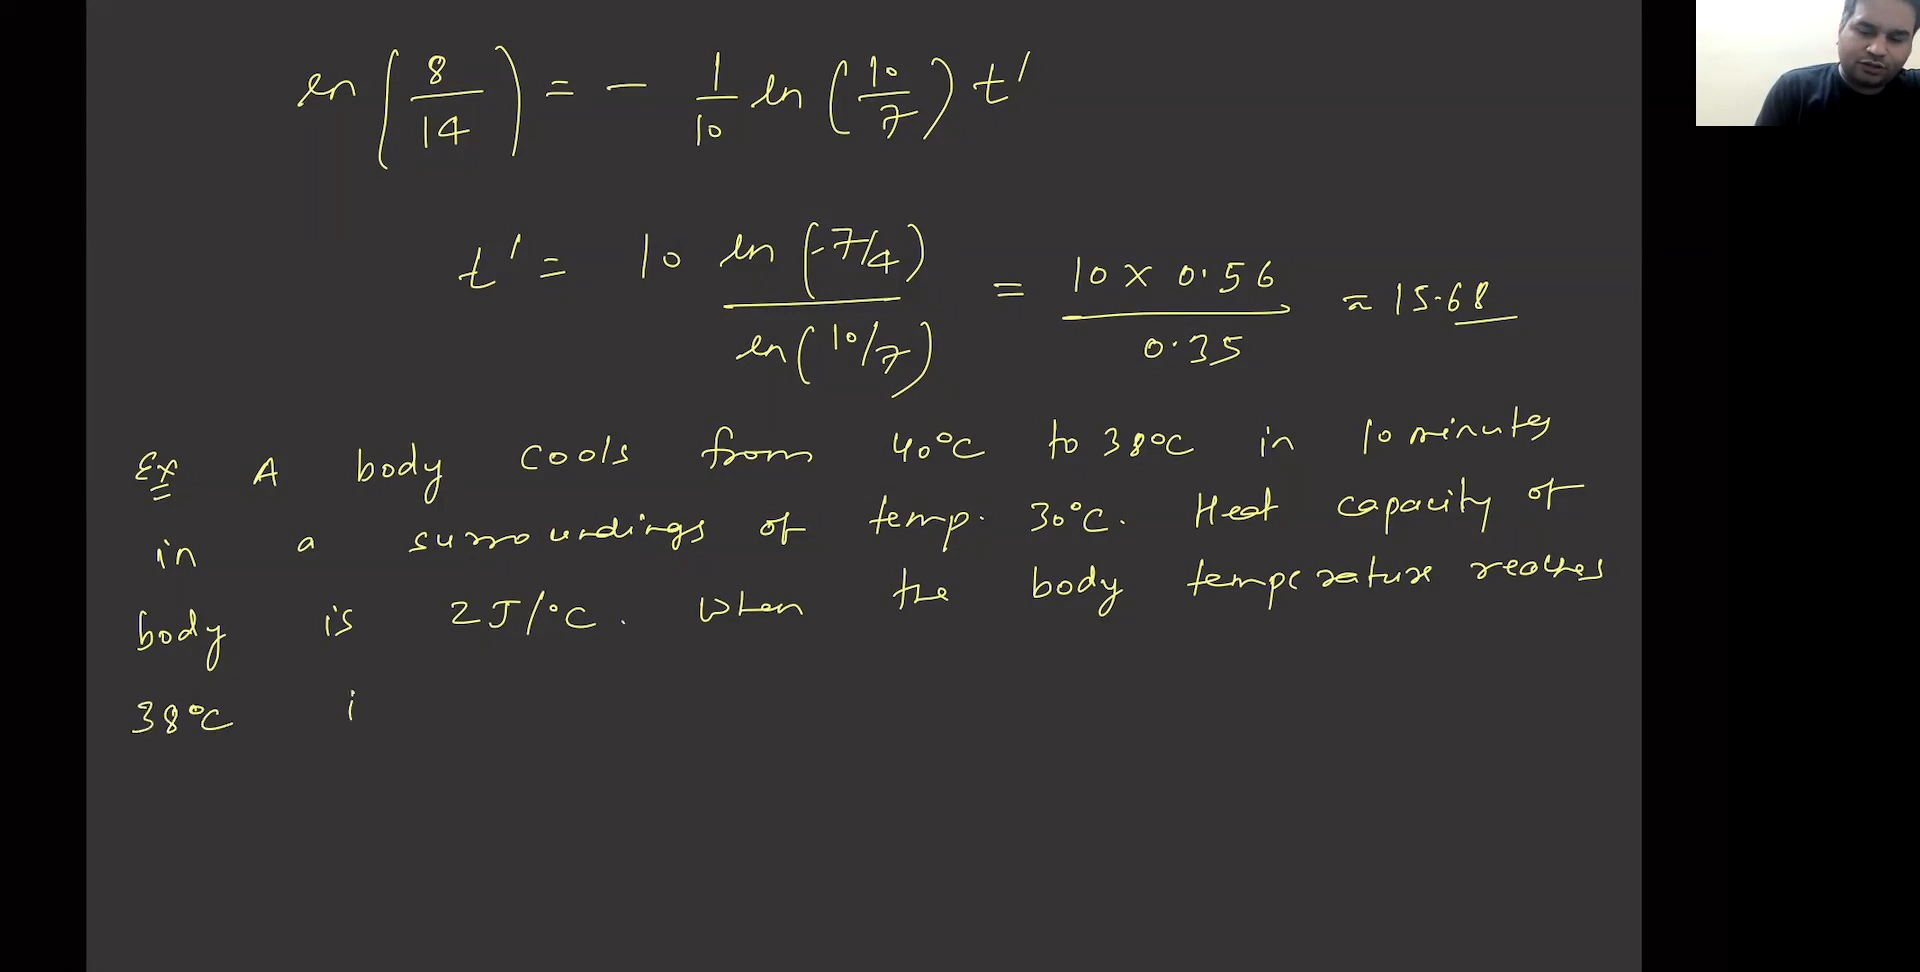 ln(8/14) = - 1/10 ln(10/7) t'
t' = 10 ln(7/4) / ln(10/7) = 10 x 0.56 / 0.35 ≈ 15.68
Ex A body cools from 40°C to 38°C in 10 minutes
in a surroundings of temp. 30°C. Heat capacity of
body is 2J/°C. When the body temperature reaches
38°C i